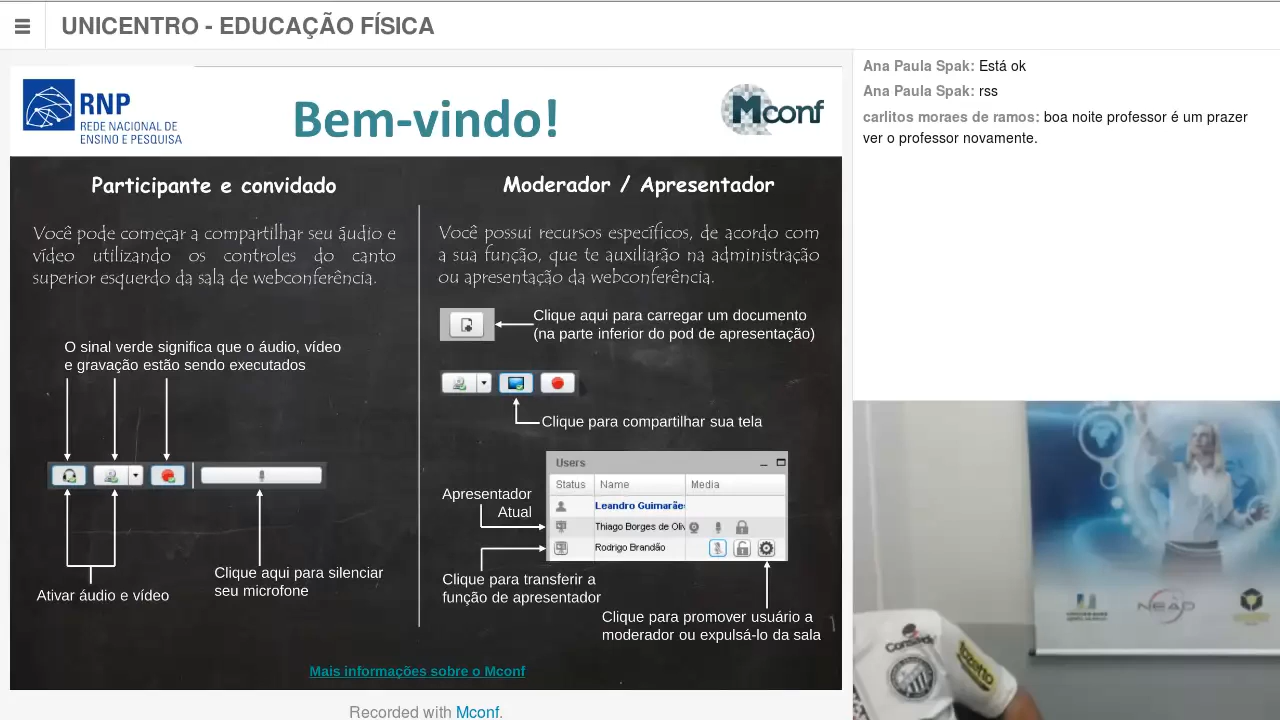 UNICENTRO - EDUCAÇÃO FÍSICA
RNP
REDE NACIONAL DE
ENSINO E PESQUISA
Bem-vindo!
Mconf
Participante e convidado
Você pode começar a compartilhar seu áudio e
vídeo utilizando os controles do canto
superior esquerdo da sala de webconferência.
O sinal verde significa que o áudio, vídeo
e gravação estão sendo executados
Ativar áudio e vídeo
Clique aqui para silenciar
seu microfone
Moderador / Apresentador
Você possui recursos específicos, de acordo com
a sua função, que te auxiliarão na administração
ou apresentação da webconferência.
Clique aqui para carregar um documento
(na parte inferior do pod de apresentação)
Clique para compartilhar sua tela
Users
Status Name Media
Leandro Guimarães
Thiago Borges de Oliv
Rodrigo Brandão
Apresentador
Atual
Clique para transferir a
função de apresentador
Clique para promover usuário a
moderador ou expulsá-lo da sala
Mais informações sobre o Mconf
Recorded with Mconf.
Ana Paula Spak: Está ok
Ana Paula Spak: rss
carlitos moraes de ramos: boa noite professor é um prazer
ver o professor novamente.
NEAD